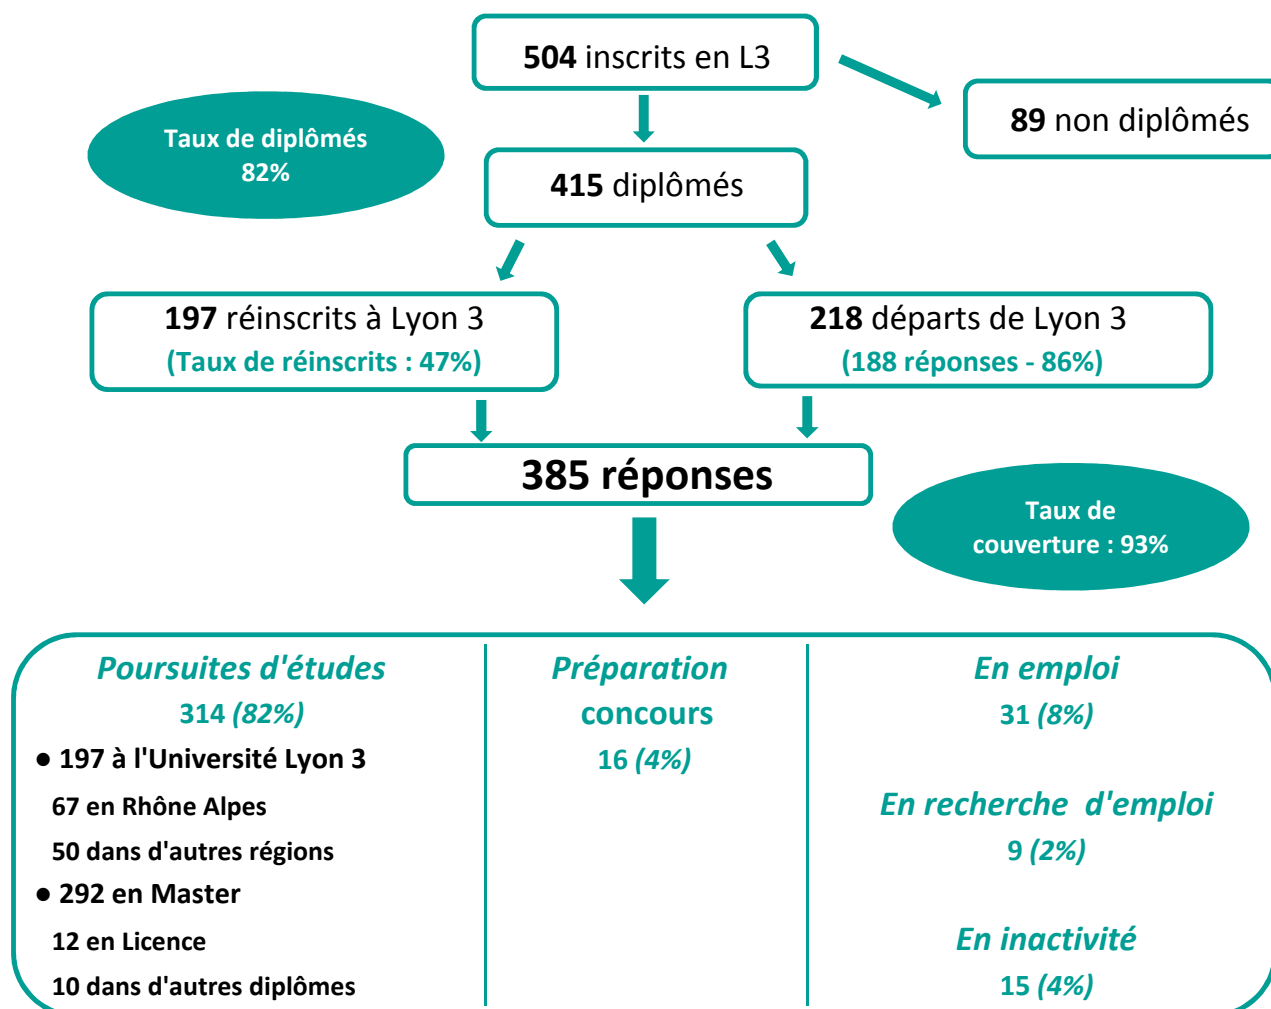 504 inscrits en L3
89 non diplômés
Taux de diplômés
82%
415 diplômés
197 réinscrits à Lyon 3
(Taux de réinscrits : 47%)
218 départs de Lyon 3
(188 réponses - 86%)
385 réponses
Taux de
couverture : 93%
Poursuites d'études
314 (82%)
● 197 à l'Université Lyon 3
67 en Rhône Alpes
50 dans d'autres régions
● 292 en Master
12 en Licence
10 dans d'autres diplômes
Préparation
concours
16 (4%)
En emploi
31 (8%)
En recherche d'emploi
9 (2%)
En inactivité
15 (4%)